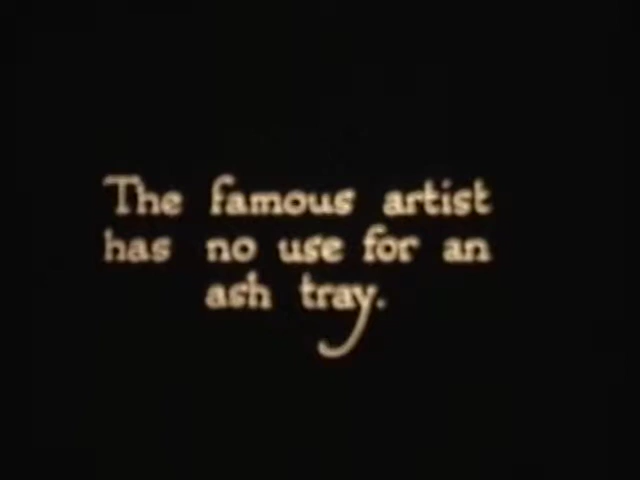 The famous artist
has no use for an
ash tray.